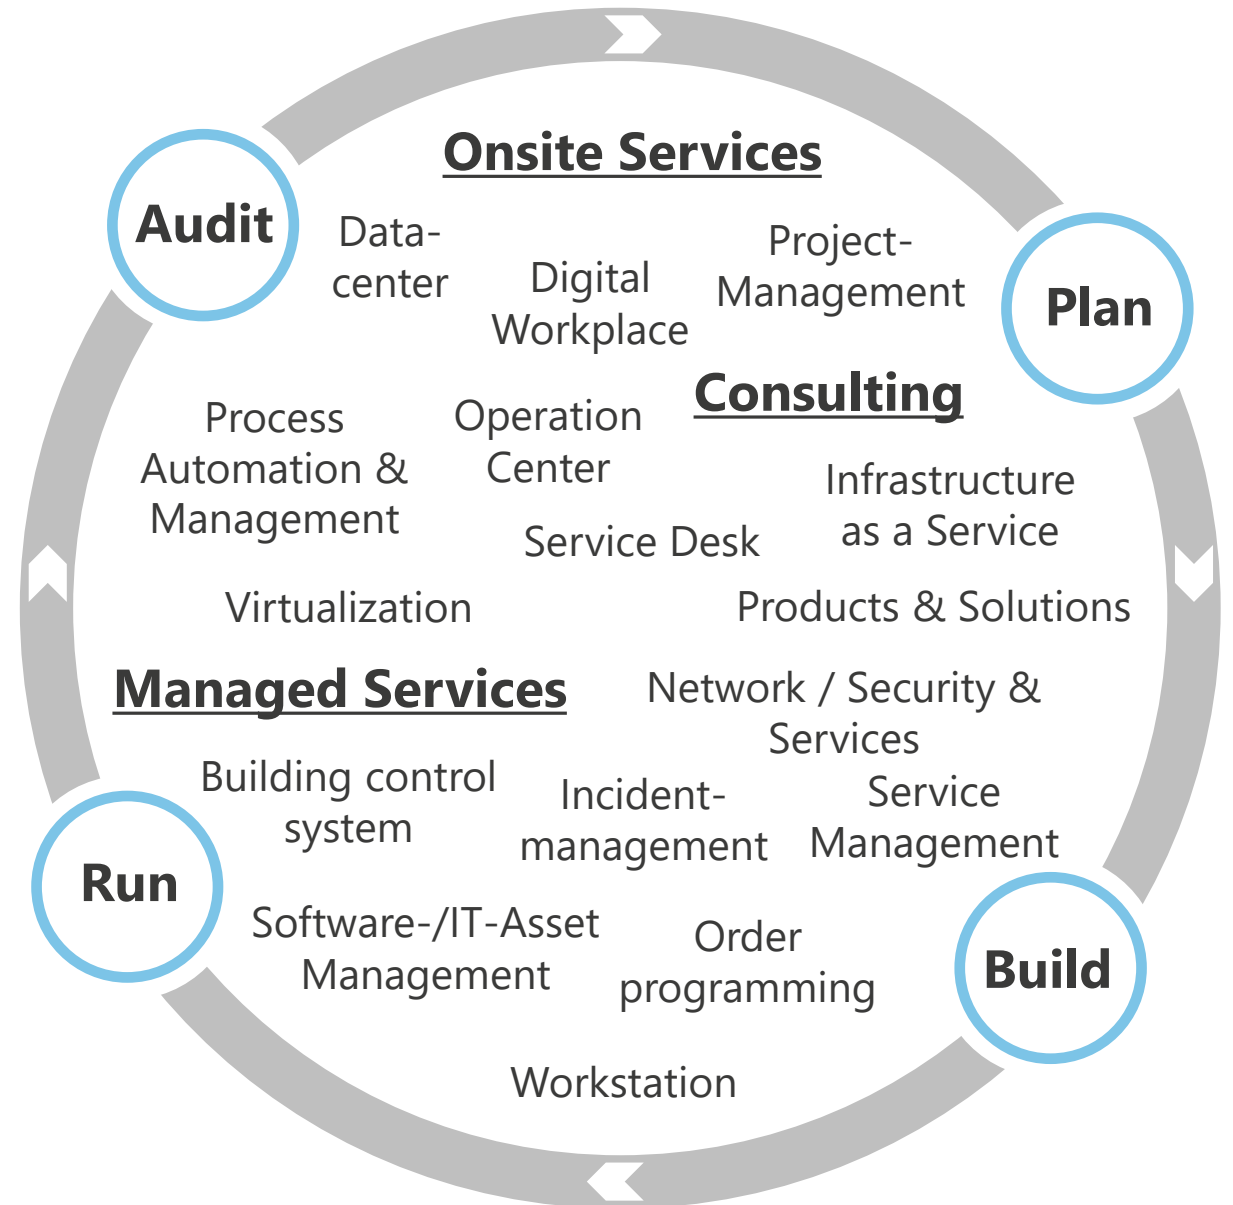 Onsite Services
Audit
Data-
center
Digital
Workplace
Project-
Management
Plan
Consulting
Process
Automation &
Management
Operation
Center
Infrastructure
as a Service
Service Desk
Virtualization
Products & Solutions
Managed Services
Network / Security &
Services
Building control
system
Incident-
management
Service
Management
Run
Software-/IT-Asset
Management
Order
programming
Build
Workstation